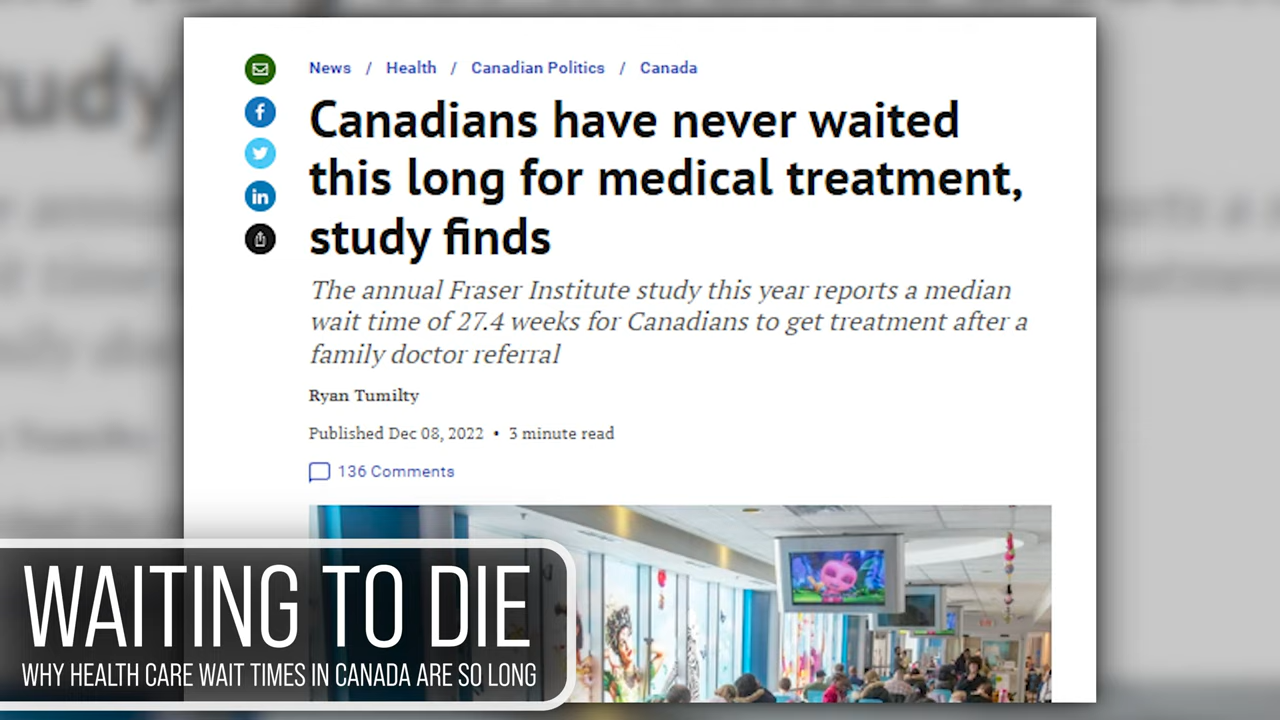 News / Health / Canadian Politics / Canada
Canadians have never waited
this long for medical treatment,
study finds
The annual Fraser Institute study this year reports a median
wait time of 27.4 weeks for Canadians to get treatment after a
family doctor referral
Ryan Tumilty
Published Dec 08, 2022 • 3 minute read
136 Comments
WAITING TO DIE
WHY HEALTH CARE WAIT TIMES IN CANADA ARE SO LONG